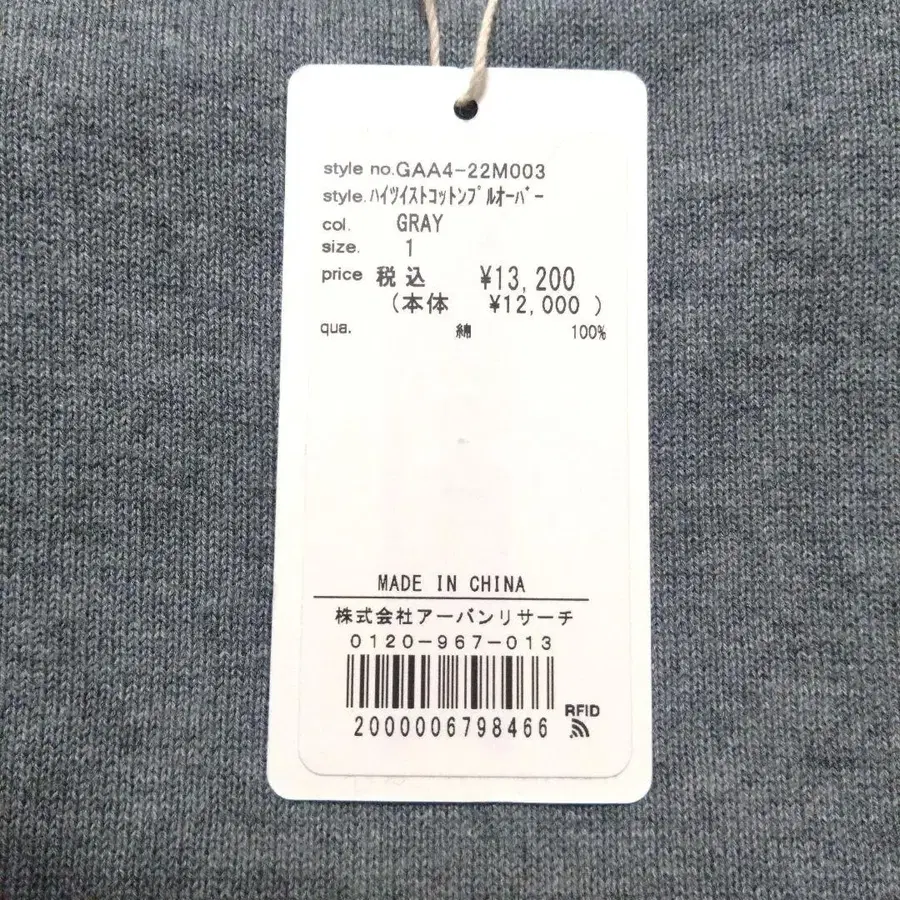 style no.GAA4-22M003
style.ﾊｲﾂｲｽﾄｺｯﾄﾝﾌﾟﾙｵｰﾊﾞｰ
col. GRAY
size. 1
price 税込 ¥13,200
(本体 ¥12,000 )
qua. 綿 100%
MADE IN CHINA
株式会社アーバンリサーチ
0120-967-013
RFID
2000006798466